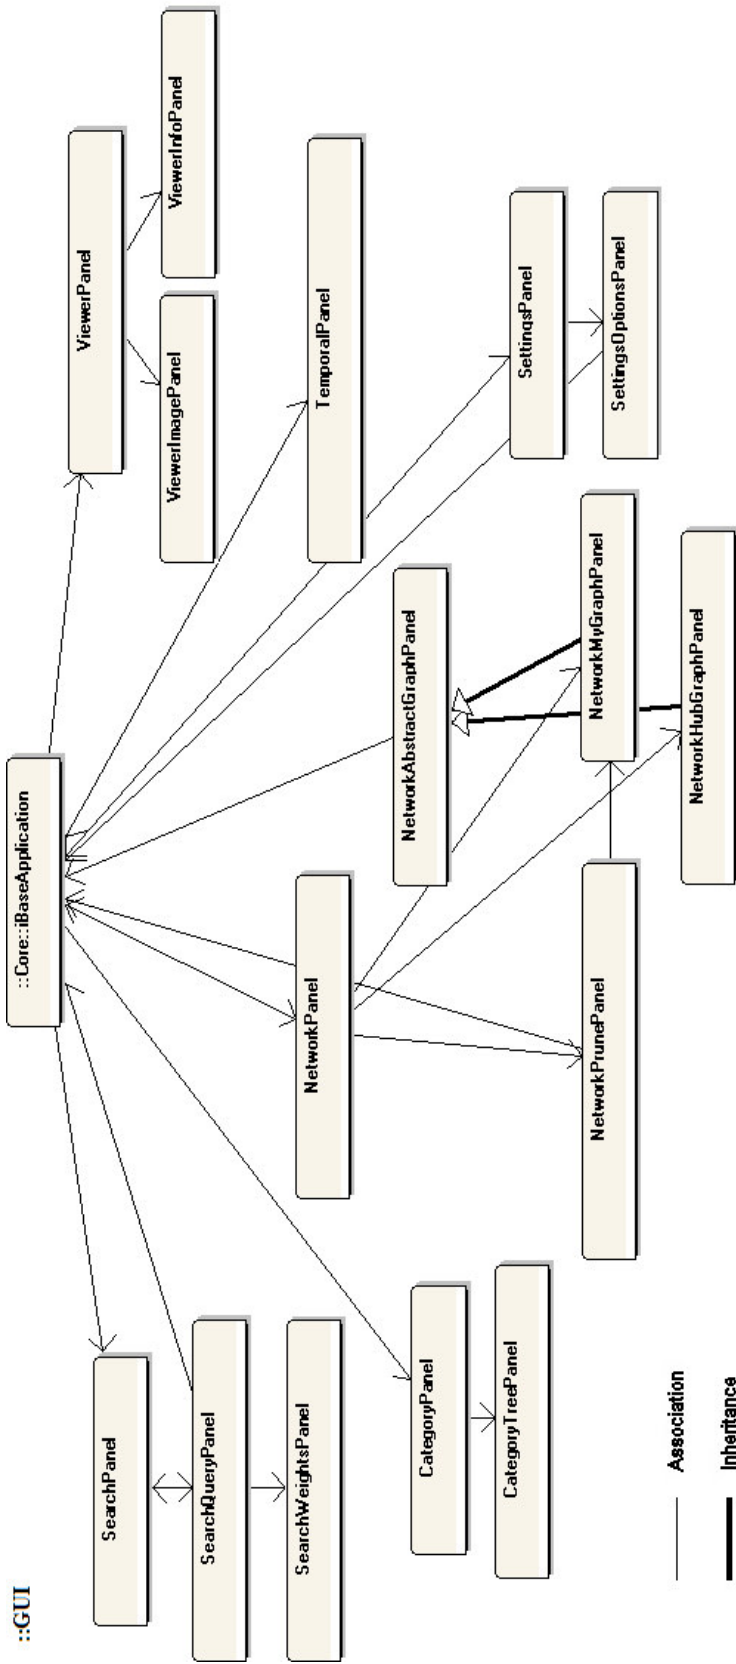 ::GUI
::Core::iBaseApplication
SearchPanel
SearchQueryPanel
SearchWeightsPanel
CategoryPanel
CategoryTreePanel
NetworkPanel
NetworkPrunePanel
NetworkAbstractGraphPanel
NetworkMyGraphPanel
NetworkHubGraphPanel
ViewerPanel
ViewerImagePanel
ViewerInfoPanel
TemporalPanel
SettingsPanel
SettingsOptionsPanel
Association
Inheritance